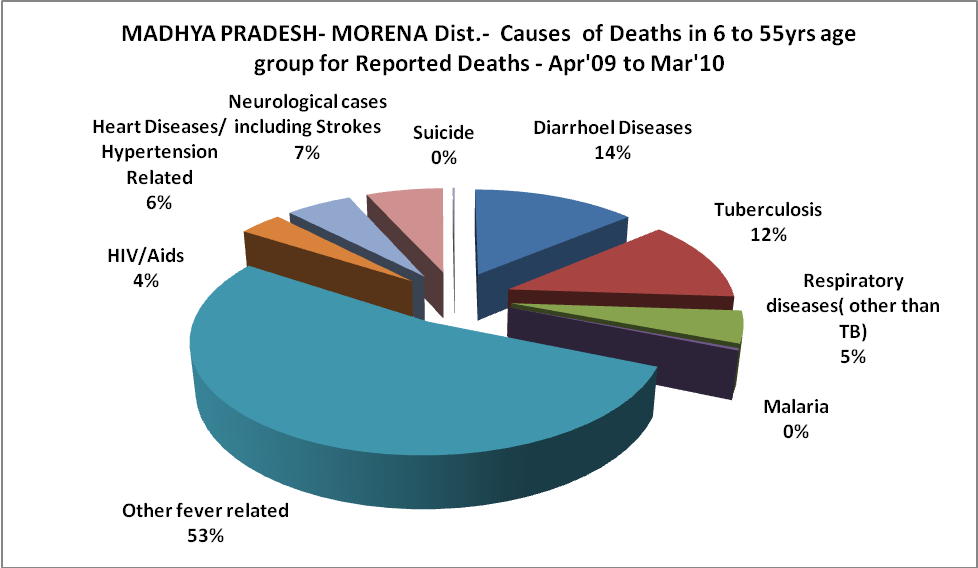 MADHYA PRADESH- MORENA Dist.- Causes of Deaths in 6 to 55yrs age
group for Reported Deaths - Apr'09 to Mar'10
Diarrhoel Diseases
14%
Tuberculosis
12%
Respiratory
diseases( other than
TB)
5%
Malaria
0%
Other fever related
53%
HIV/Aids
4%
Heart Diseases/
Hypertension
Related
6%
Neurological cases
including Strokes
7%
Suicide
0%